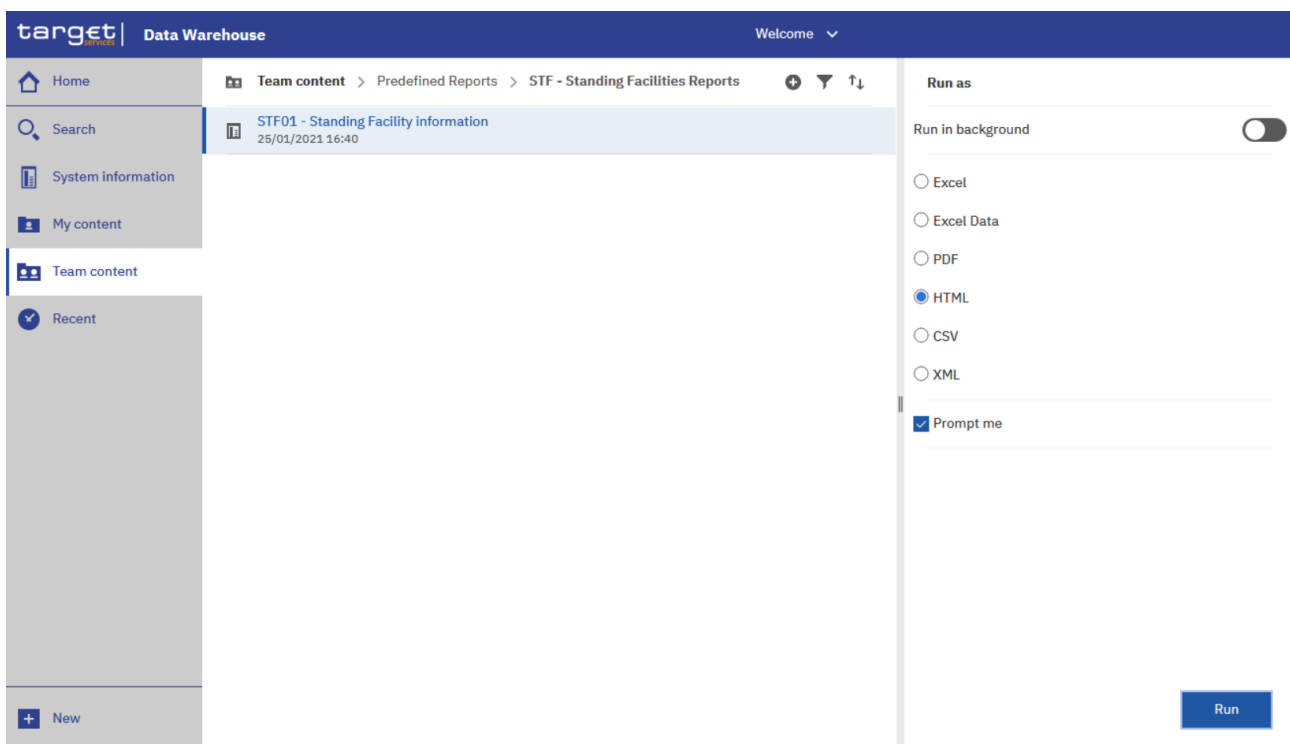 target services Data Warehouse Welcome
Home
Search
System information
My content
Team content
Recent
New
Team content > Predefined Reports > STF - Standing Facilities Reports
STF01 - Standing Facility information
25/01/2021 16:40
Run as
Run in background
Excel
Excel Data
PDF
HTML
CSV
XML
Prompt me
Run